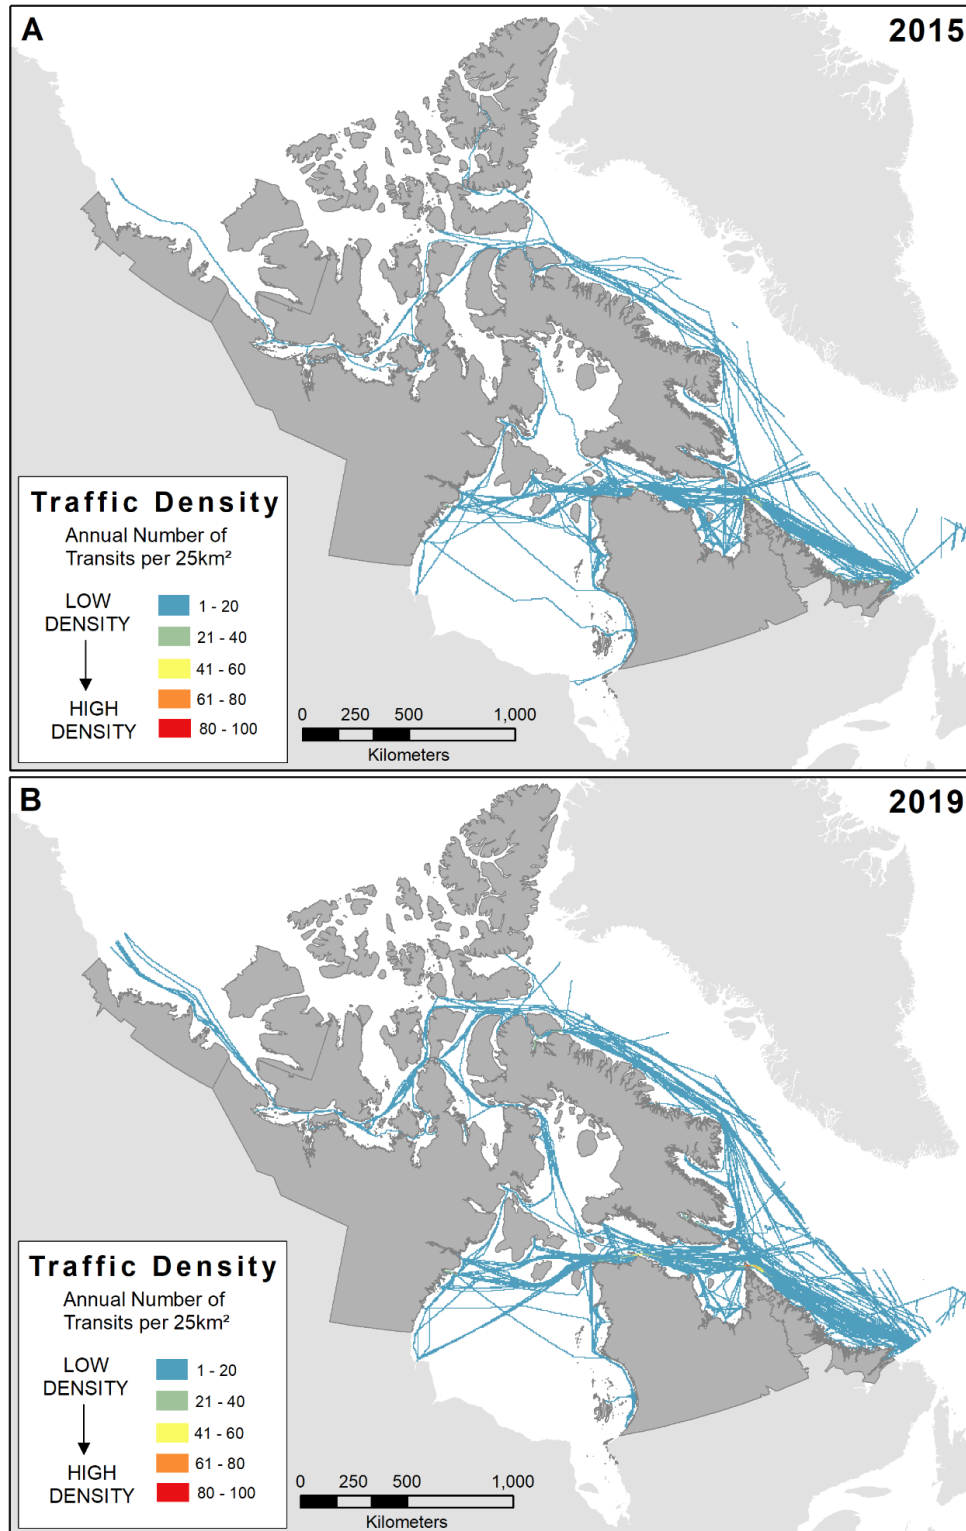 A
2015
Traffic Density
Annual Number of
Transits per 25km²
LOW
DENSITY
HIGH
DENSITY
1 - 20
21 - 40
41 - 60
61 - 80
80 - 100
0 250 500 1,000
Kilometers
B
2019
Traffic Density
Annual Number of
Transits per 25km²
LOW
DENSITY
HIGH
DENSITY
1 - 20
21 - 40
41 - 60
61 - 80
80 - 100
0 250 500 1,000
Kilometers